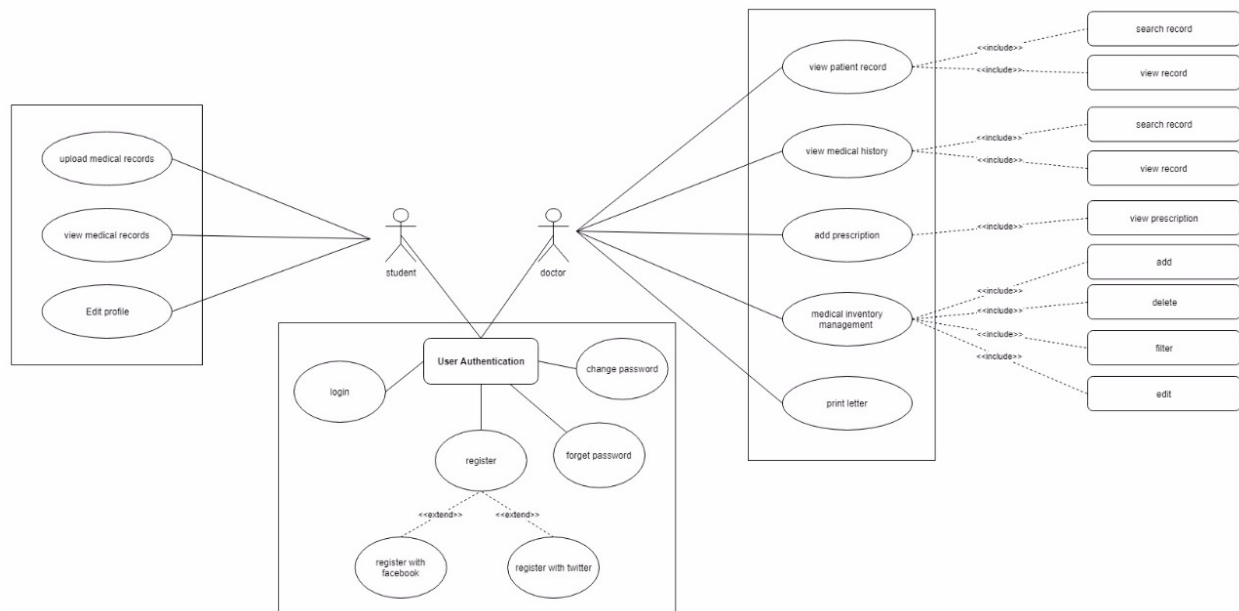 upload medical records
view medical records
Edit profile
student
doctor
User Authentication
login
change password
register
forget password
<<extend>>
<<extend>>
register with
facebook
register with twitter
view patient record
view medical history
add prescription
medical inventory
management
print letter
<<include>>
<<include>>
<<include>>
<<include>>
<<include>>
<<include>>
<<include>>
<<include>>
<<include>>
search record
view record
search record
view record
view prescription
add
delete
filter
edit